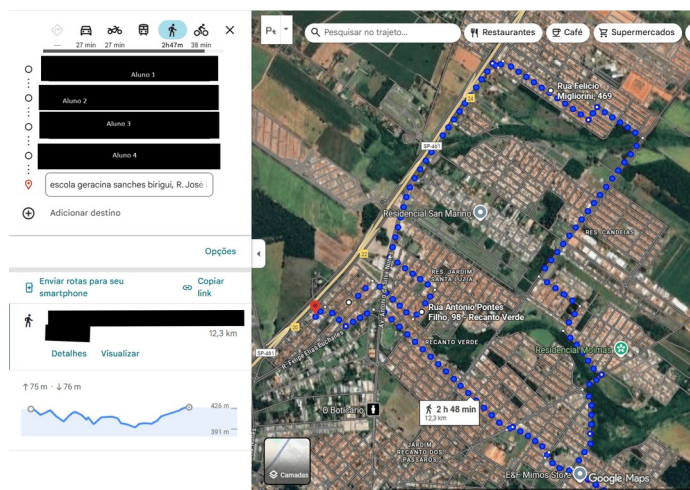 27 min
27 min
2h47m
38 min
Aluno 1
Aluno 2
Aluno 3
Aluno 4
escola geracina sanches birigui, R. José
Adicionar destino
Opções
Enviar rotas para seu
smartphone
Copiar
link
12,3 km
Detalhes
Visualizar
↑75 m · ↓76 m
426 m
391 m
Pt
Pesquisar no trajeto...
Restaurantes
Café
Supermercados
Rua Felicio
Migliorini, 469
SP-461
Residencial San Marino
RES. CANDEIAS
RES. JARDIM
SANTA LUZIA
Rua Antônio Pontes
Filho, 98 - Recanto Verde
RECANTO VERDE
SP-461
Residencial Moimas
2 h 48 min
12,3 km
O Boticário
JARDIM
RECANTO DOS
PÁSSAROS
E&F Mimos Store
Google Maps
Camadas